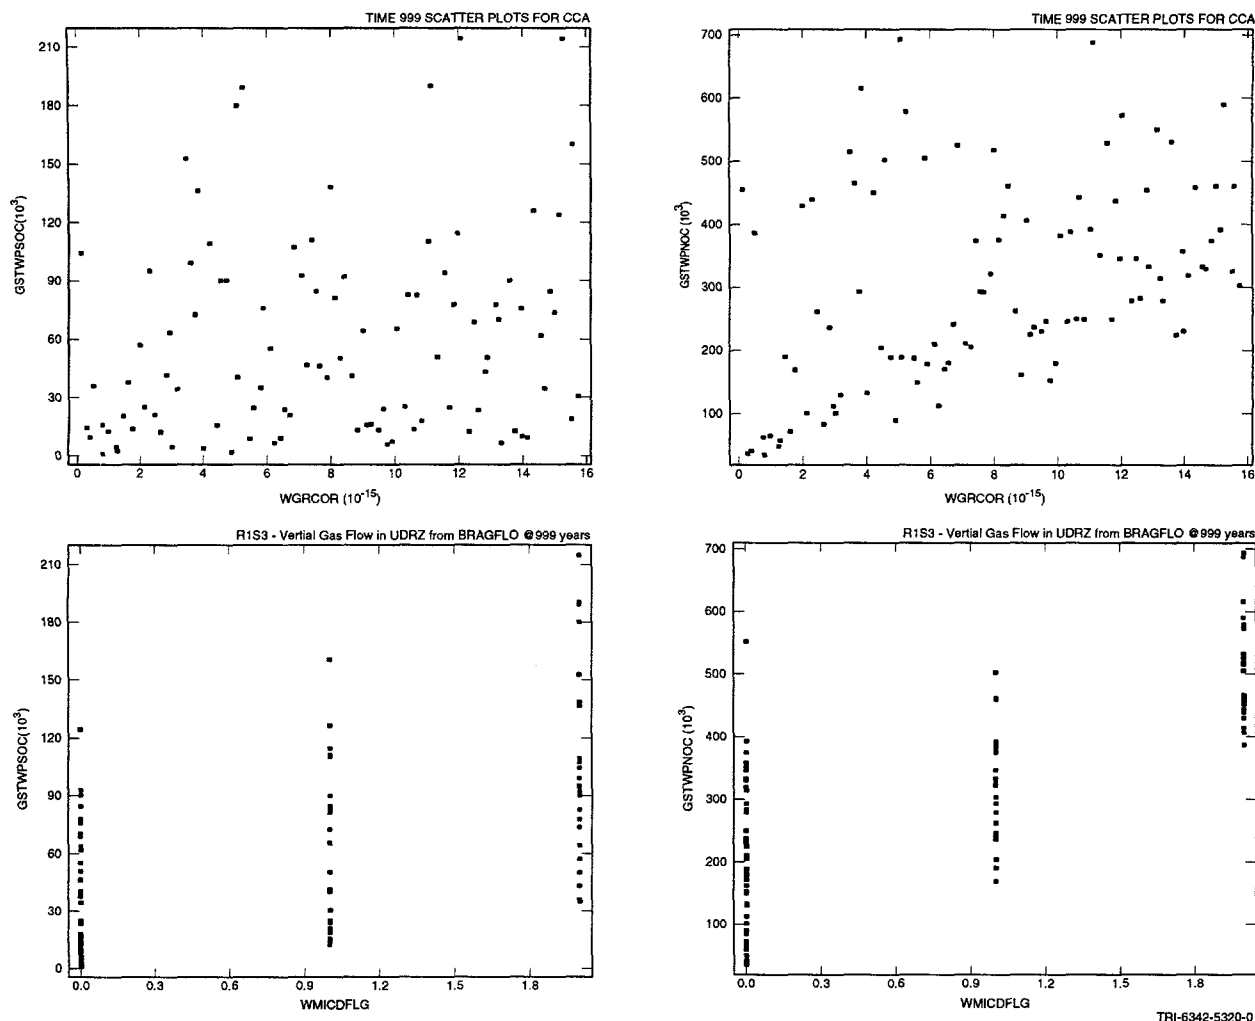 TIME 999 SCATTER PLOTS FOR CCA
210
180
150
120
90
60
30
0
GSTWPSOC(10³)
0 2 4 6 8 10 12 14 16
WGRCOR (10⁻¹⁵)
TIME 999 SCATTER PLOTS FOR CCA
700
600
500
400
300
200
100
GSTWPNOC (10³)
0 2 4 6 8 10 12 14 16
WGRCOR (10⁻¹⁵)
R1S3 - Vertial Gas Flow in UDRZ from BRAGFLO @999 years
210
180
150
120
90
60
30
0
GSTWPSOC(10³)
0.0 0.3 0.6 0.9 1.2 1.5 1.8
WMICDFLG
R1S3 - Vertial Gas Flow in UDRZ from BRAGFLO @999 years
700
600
500
400
300
200
100
GSTWPNOC (10³)
0.0 0.3 0.6 0.9 1.2 1.5 1.8
WMICDFLG
TRI-6342-5320-0